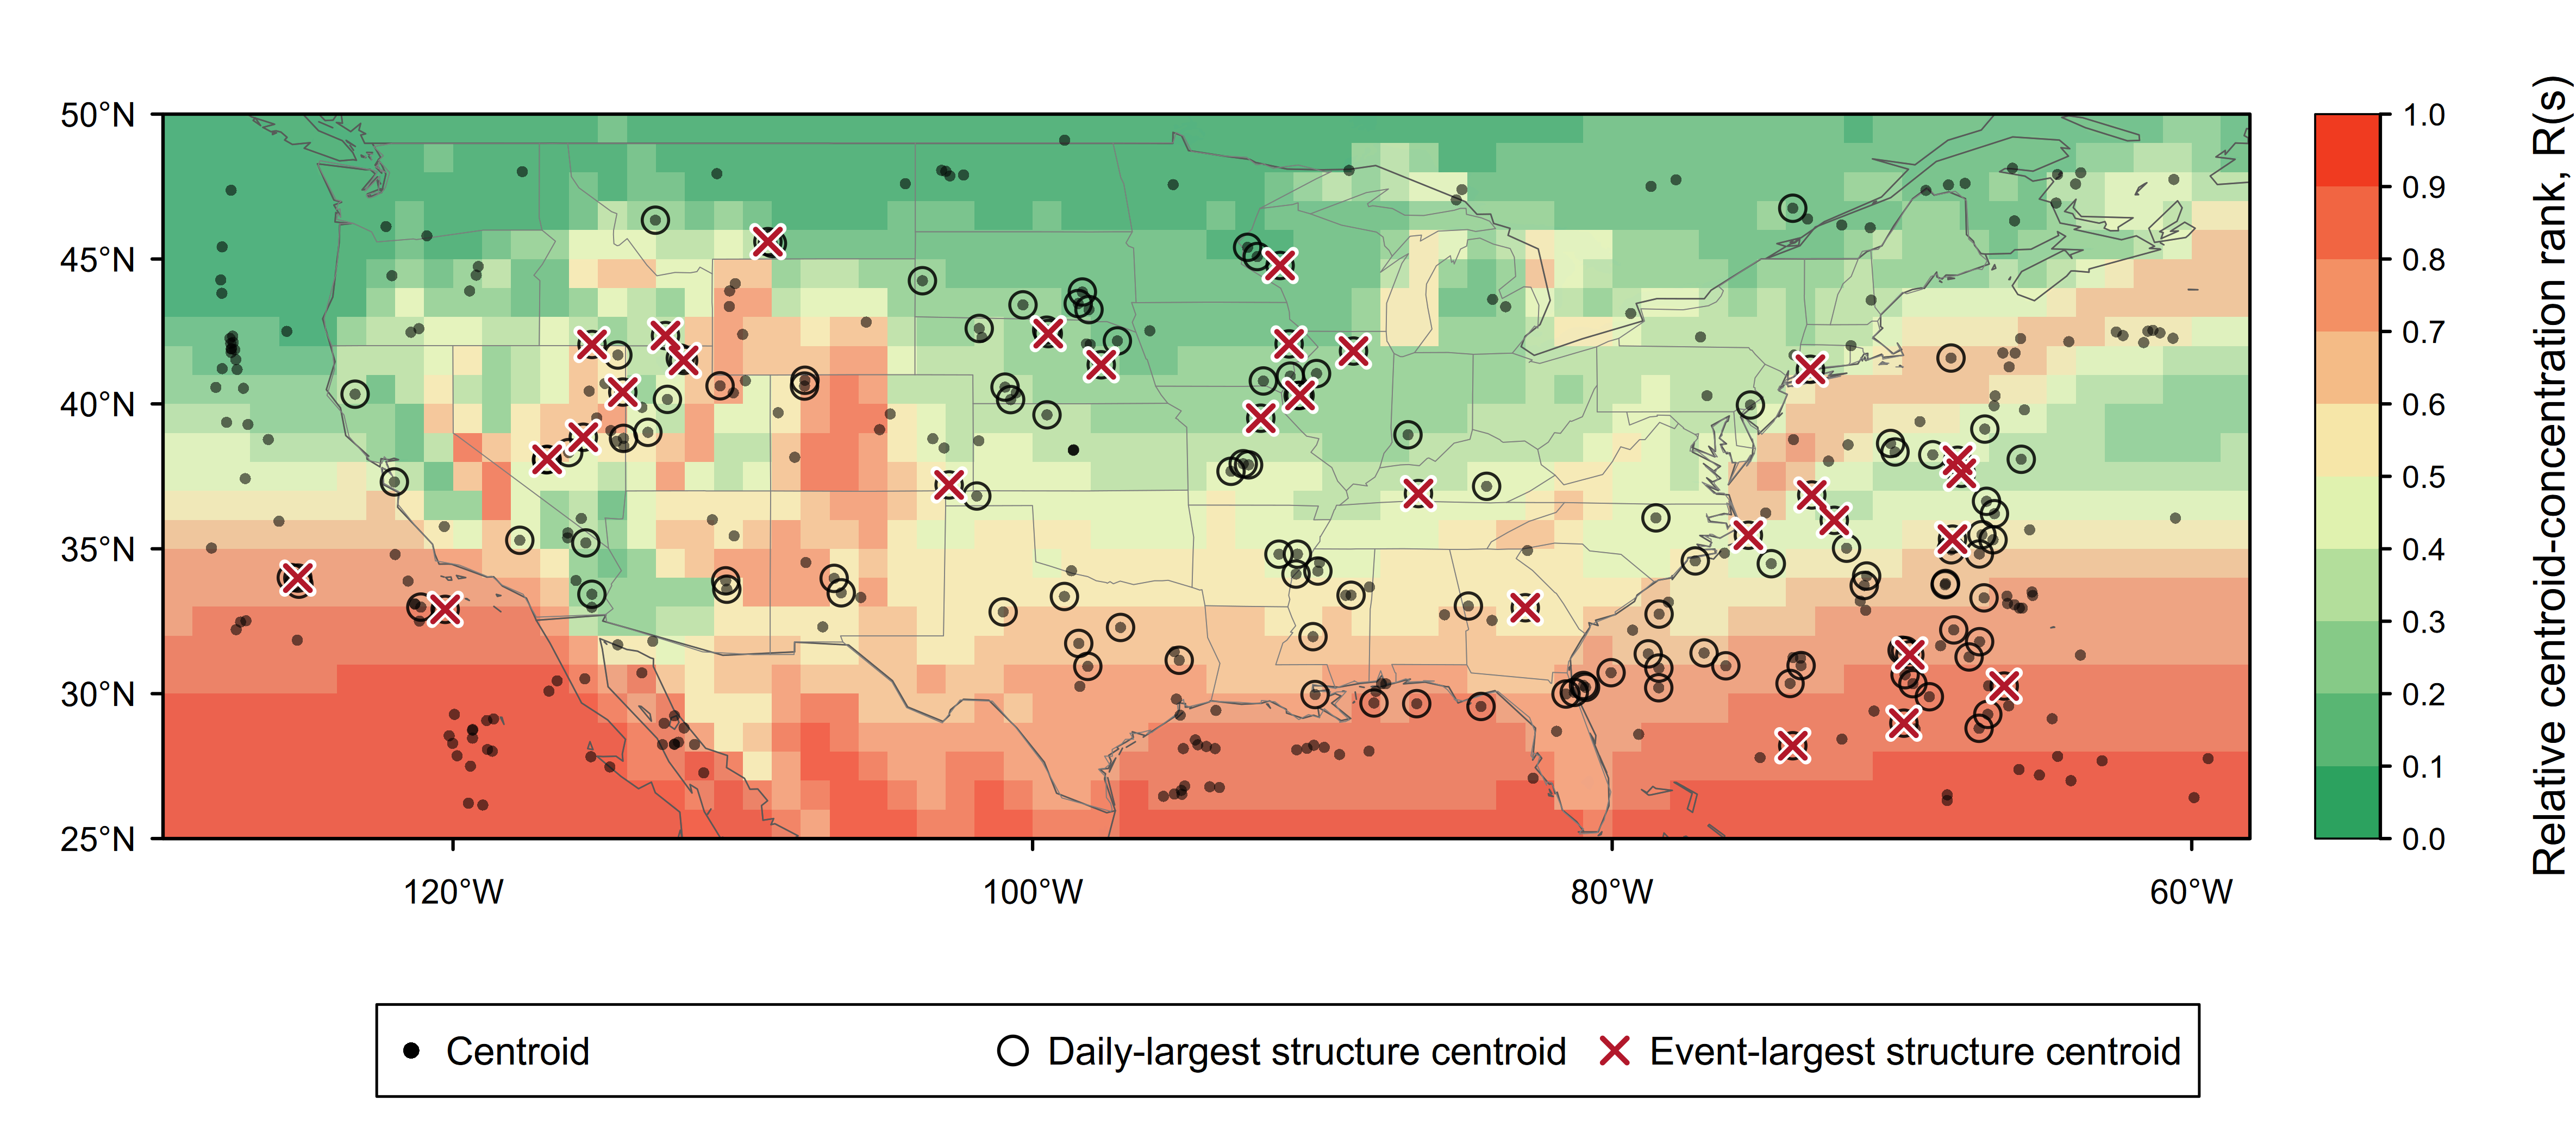 50°N
45°N
40°N
35°N
30°N
25°N
120°W
100°W
80°W
60°W
1.0
0.9
0.8
0.7
0.6
0.5
0.4
0.3
0.2
0.1
0.0
Relative centroid-concentration rank, R(s)
Centroid
Daily-largest structure centroid
Event-largest structure centroid